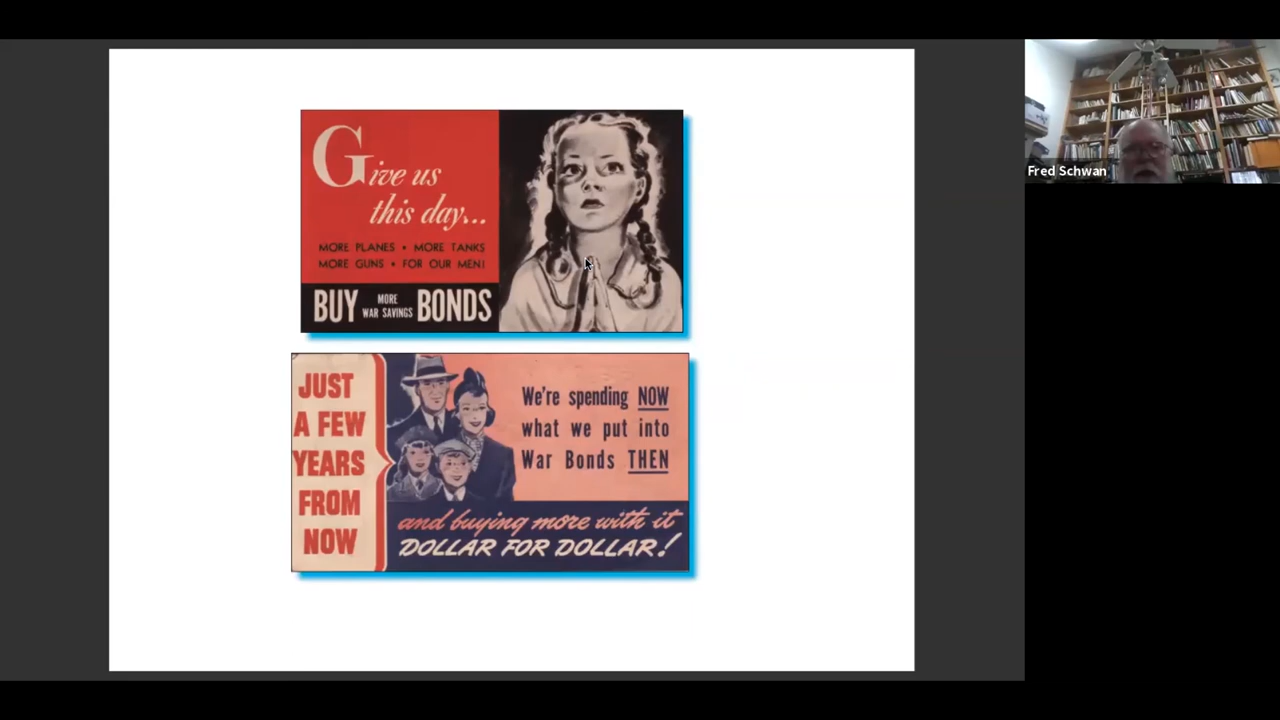 Give us
this day...
MORE PLANES • MORE TANKS
MORE GUNS • FOR OUR MEN!
BUY MORE WAR SAVINGS BONDS
JUST
A FEW
YEARS
FROM
NOW
We're spending NOW
what we put into
War Bonds THEN
and buying more with it
DOLLAR FOR DOLLAR!
Fred Schwan